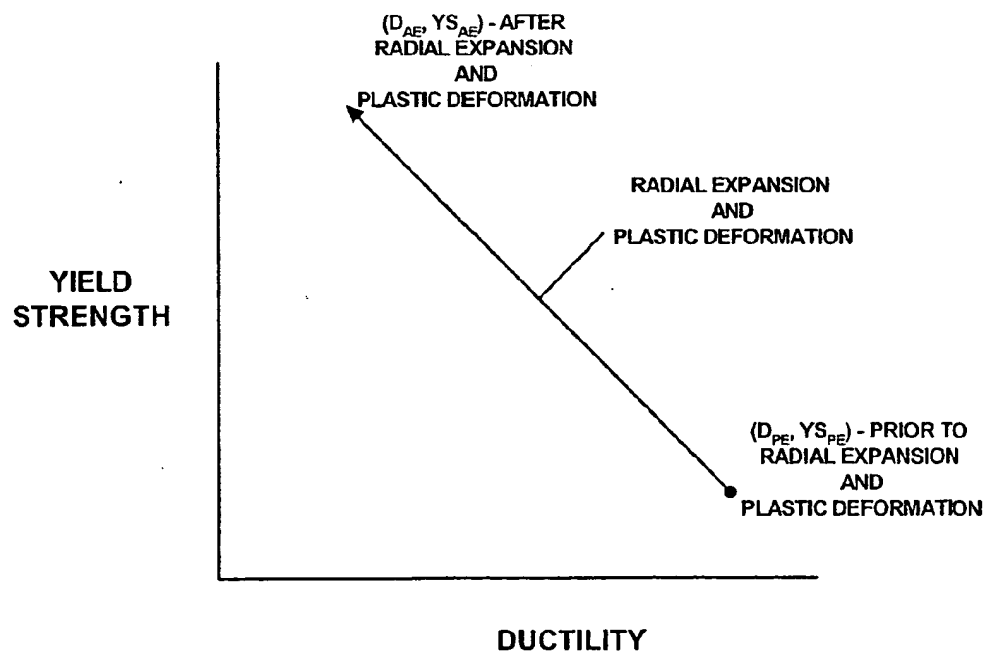 (D_AE, YS_AE) - AFTER
RADIAL EXPANSION
AND
PLASTIC DEFORMATION
RADIAL EXPANSION
AND
PLASTIC DEFORMATION
YIELD
STRENGTH
(D_PE, YS_PE) - PRIOR TO
RADIAL EXPANSION
AND
PLASTIC DEFORMATION
DUCTILITY